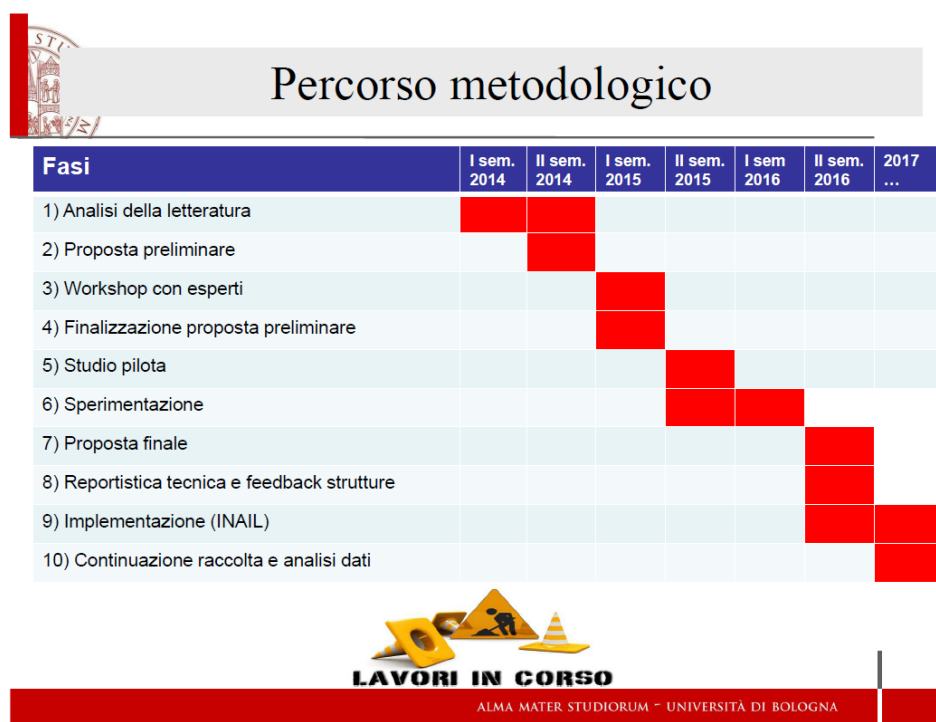 STU
Percorso metodologico
Fasi I sem. 2014 II sem. 2014 I sem. 2015 II sem. 2015 I sem 2016 II sem. 2016 2017 ...
1) Analisi della letteratura
2) Proposta preliminare
3) Workshop con esperti
4) Finalizzazione proposta preliminare
5) Studio pilota
6) Sperimentazione
7) Proposta finale
8) Reportistica tecnica e feedback strutture
9) Implementazione (INAIL)
10) Continuazione raccolta e analisi dati
LAVORI IN CORSO
ALMA MATER STUDIORUM ~ UNIVERSITÀ DI BOLOGNA